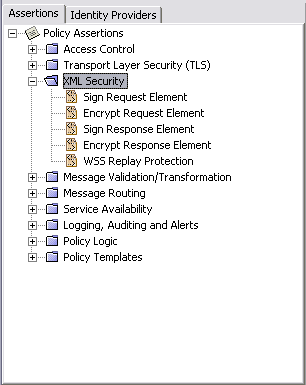 Assertions Identity Providers
Policy Assertions
Access Control
Transport Layer Security (TLS)
XML Security
Sign Request Element
Encrypt Request Element
Sign Response Element
Encrypt Response Element
WSS Replay Protection
Message Validation/Transformation
Message Routing
Service Availability
Logging, Auditing and Alerts
Policy Logic
Policy Templates